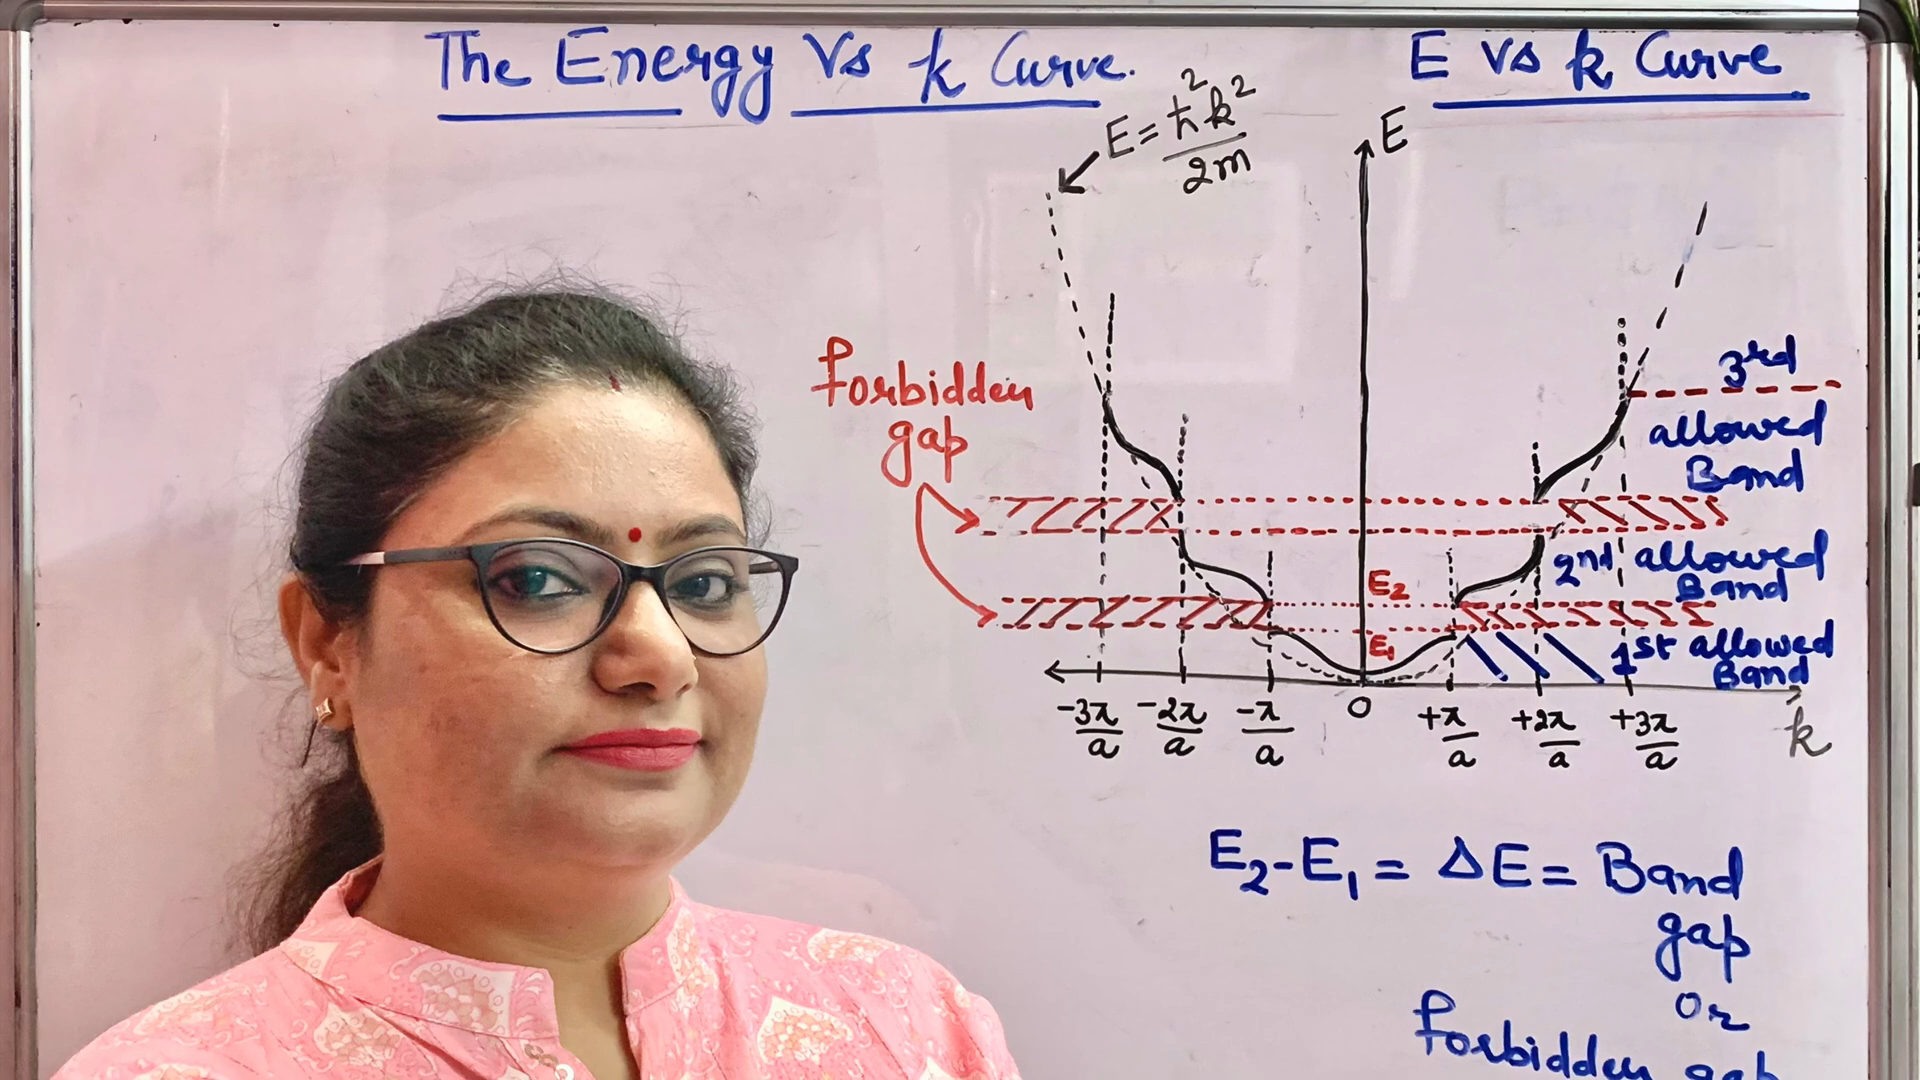 The Energy Vs k Curve.
E vs k Curve
E = ħ²k²/2m
E
Forbidden
gap
3rd
allowed
Band
2nd allowed
Band
E₂
E₁
1st allowed
Band
-3π/a -2π/a -π/a 0 +π/a +2π/a +3π/a
k
E₂-E₁ = ΔE = Band
gap
Or
Forbidden gap